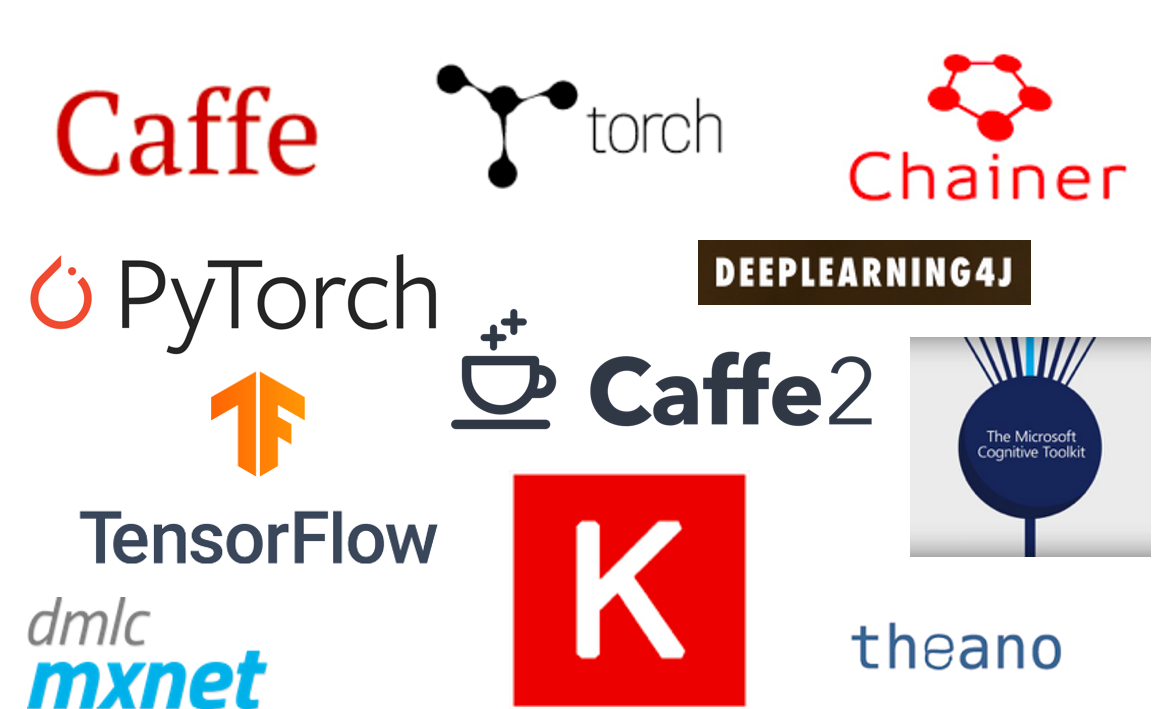 Caffe
torch
Chainer
PyTorch
DEEPLEARNING4J
Caffe2
The Microsoft
Cognitive Toolkit
TensorFlow
K
dmlc
mxnet
theano